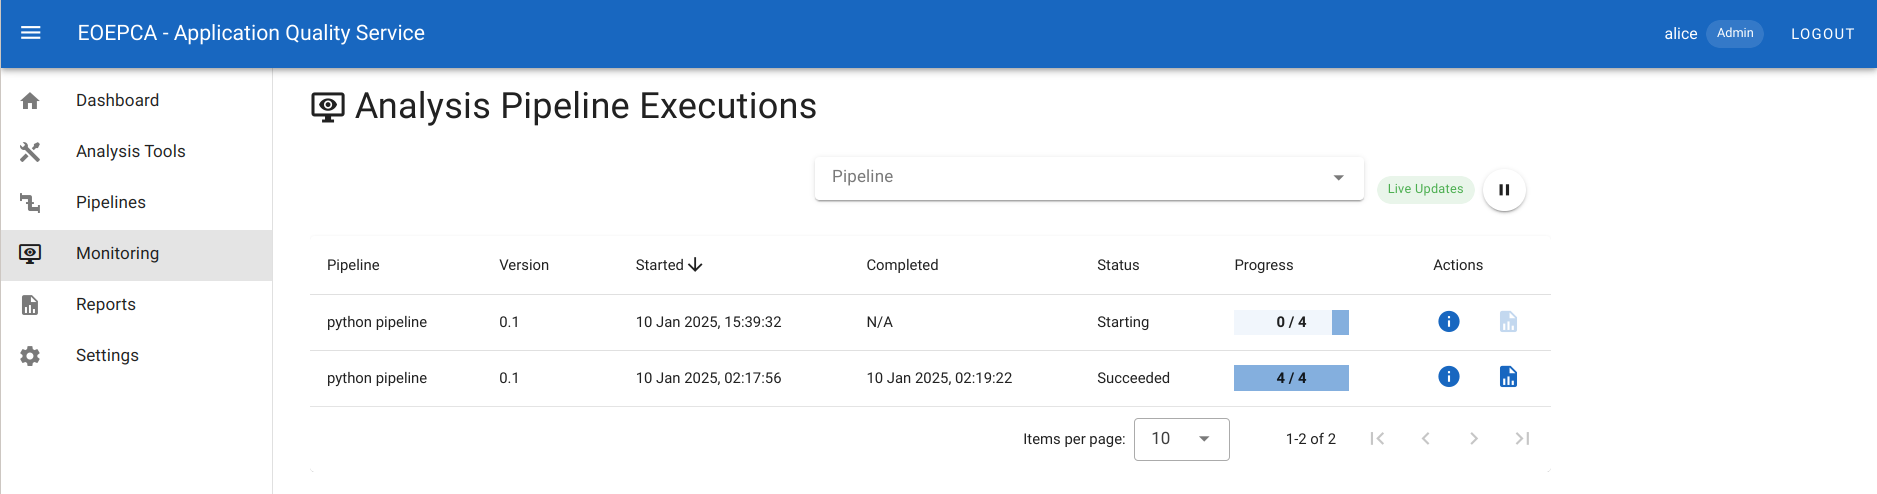 EOEPCA - Application Quality Service
alice Admin LOGOUT
Dashboard
Analysis Tools
Pipelines
Monitoring
Reports
Settings
Analysis Pipeline Executions
Pipeline
Live Updates
Pipeline Version Started Completed Status Progress Actions
python pipeline 0.1 10 Jan 2025, 15:39:32 N/A Starting 0 / 4
python pipeline 0.1 10 Jan 2025, 02:17:56 10 Jan 2025, 02:19:22 Succeeded 4 / 4
Items per page: 10 1-2 of 2